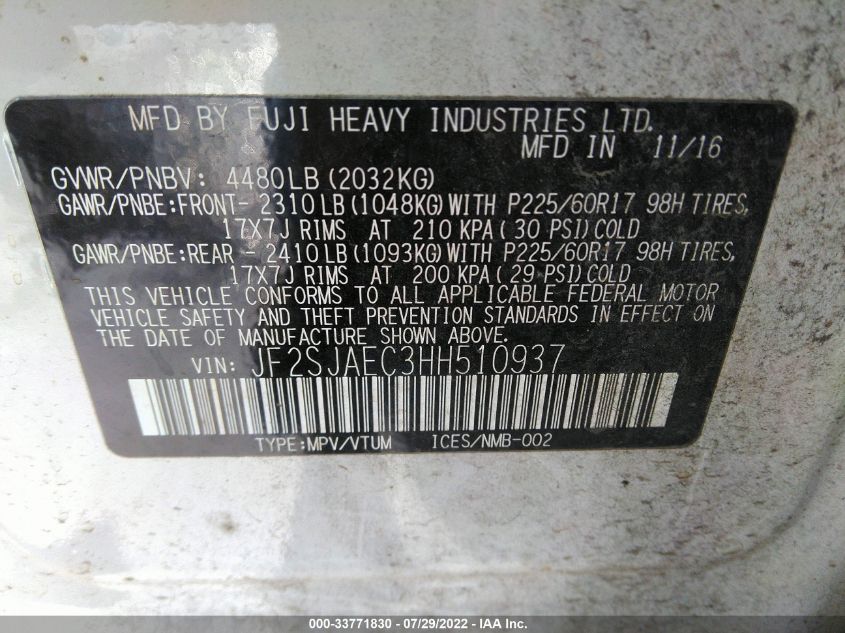 MFD BY FUJI HEAVY INDUSTRIES LTD.
MFD IN 11/16
GVWR/PNBV: 4480LB(2032KG)
GAWR/PNBE:FRONT- 2310LB(1048KG)WITH P225/60R17 98H TIRES,
17X7J RIMS AT 210 KPA(30 PSI)COLD
GAWR/PNBE:REAR - 2410LB(1093KG)WITH P225/60R17 98H TIRES,
17X7J RIMS AT 200 KPA(29 PSI)COLD
THIS VEHICLE CONFORMS TO ALL APPLICABLE FEDERAL MOTOR
VEHICLE SAFETY AND THEFT PREVENTION STANDARDS IN EFFECT ON
THE DATE OF MANUFACTURE SHOWN ABOVE.
VIN: JF2SJAEC3HH510937
TYPE:MPV/VTUM ICES/NMB-002
000-33771830 - 07/29/2022 - IAA Inc.